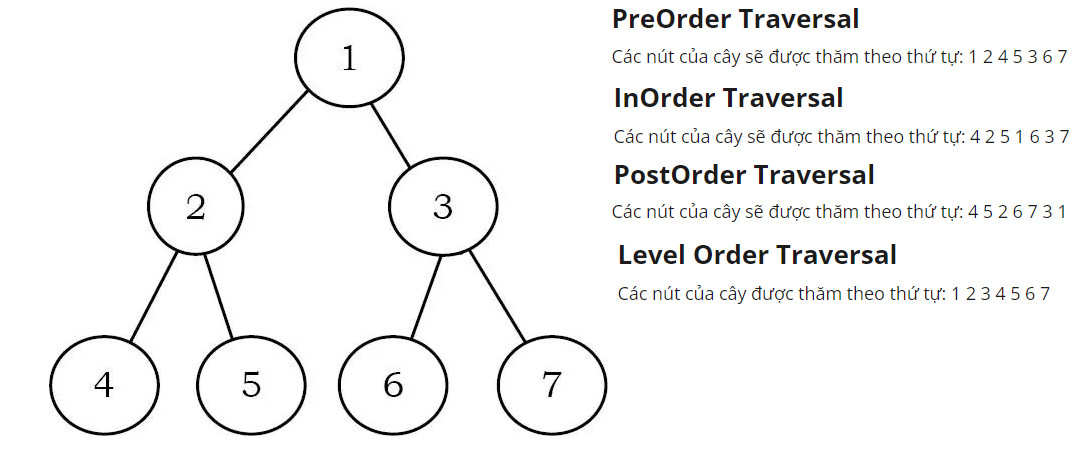 1
2
3
4
5
6
7
PreOrder Traversal
Các nút của cây sẽ được thăm theo thứ tự: 1 2 4 5 3 6 7
InOrder Traversal
Các nút của cây sẽ được thăm theo thứ tự: 4 2 5 1 6 3 7
PostOrder Traversal
Các nút của cây sẽ được thăm theo thứ tự: 4 5 2 6 7 3 1
Level Order Traversal
Các nút của cây được thăm theo thứ tự: 1 2 3 4 5 6 7